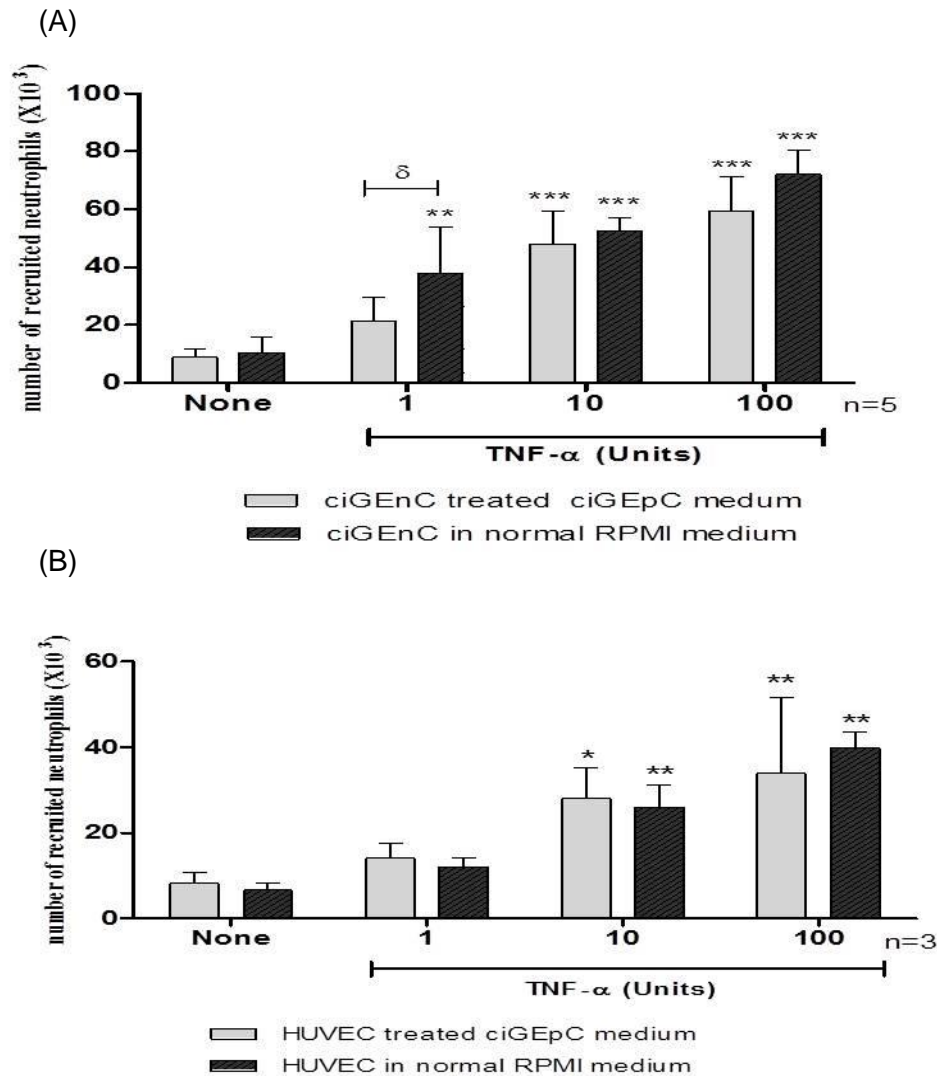 (A)
number of recruited neutrophils (X10³)
100
80
60
40
20
0
δ
**
***
***
***
***
None 1 10 100 n=5
TNF-α (Units)
ciGEnC treated ciGEpC medum
ciGEnC in normal RPMI medium
(B)
number of recruited neutrophils (X10³)
60
40
20
0
*
**
**
**
None 1 10 100 n=3
TNF-α (Units)
HUVEC treated ciGEpC medium
HUVEC in normal RPMI medium